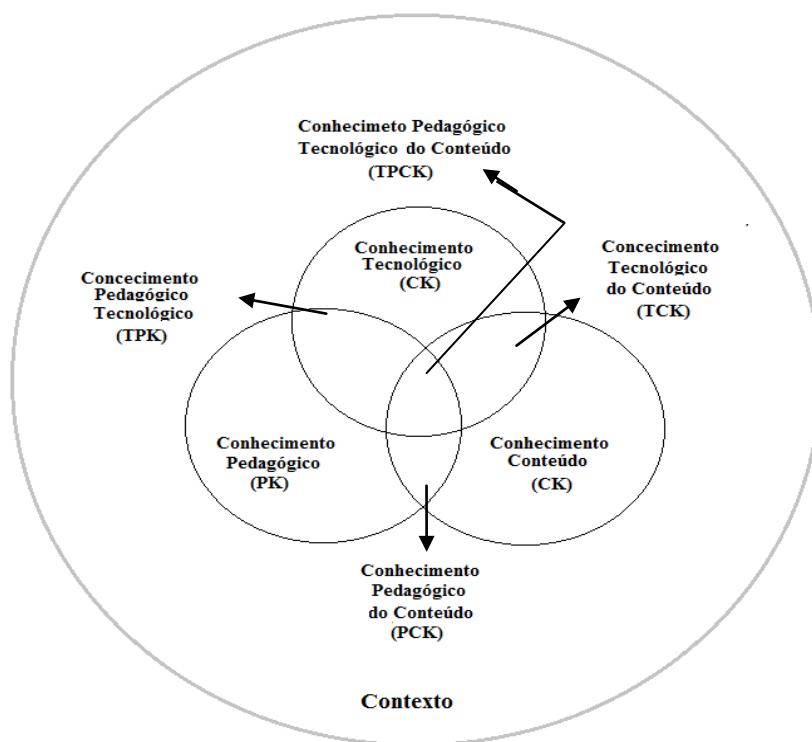 Conhecimeto Pedagógico
Tecnológico do Conteúdo
(TPCK)
Conhecimento
Tecnológico
(CK)
Concecimento
Tecnológico
do Conteúdo
(TCK)
Concecimento
Pedagógico
Tecnológico
(TPK)
Conhecimento
Pedagógico
(PK)
Conhecimento
Conteúdo
(CK)
Conhecimento
Pedagógico
do Conteúdo
(PCK)
Contexto